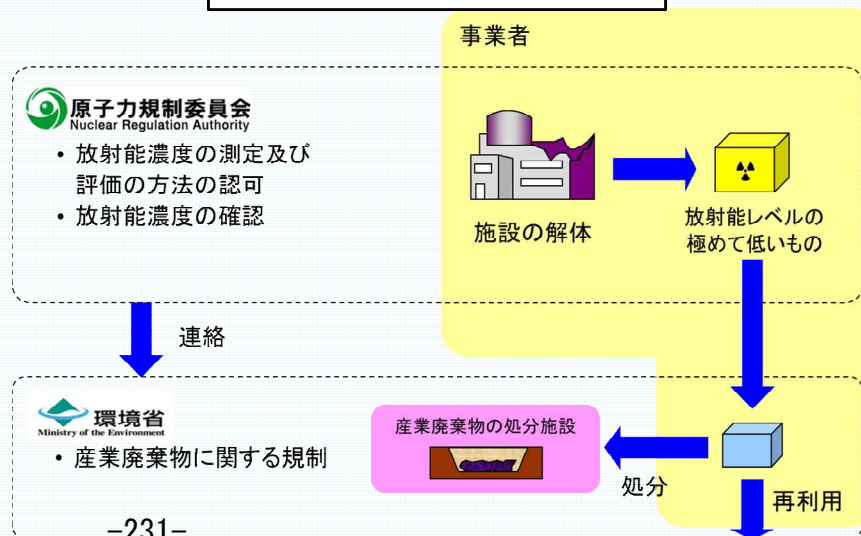 事業者
原子力規制委員会
Nuclear Regulation Authority
・ 放射能濃度の測定及び
評価の方法の認可
・ 放射能濃度の確認
施設の解体
放射能レベルの
極めて低いもの
連絡
環境省
Ministry of the Environment
・ 産業廃棄物に関する規制
産業廃棄物の処分施設
処分
再利用
−231−